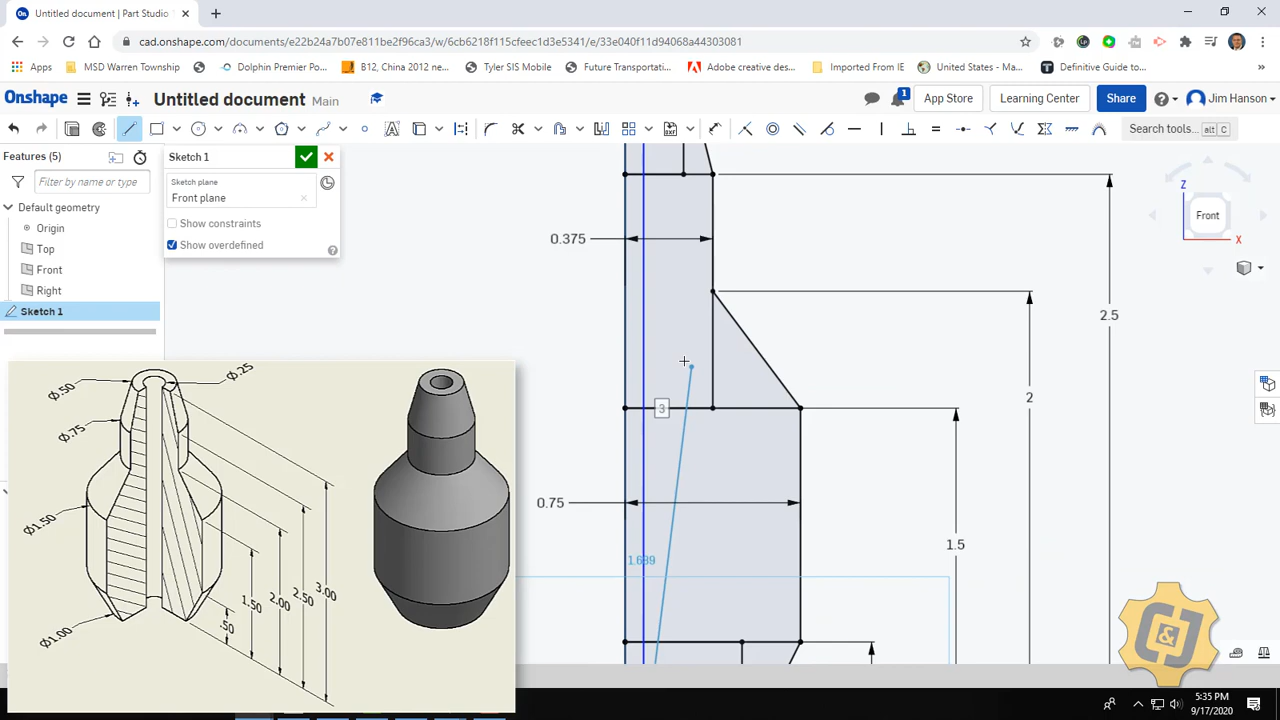 Untitled document | Part Studio
cad.onshape.com/documents/e22b24a7b07e811be2f96ca3/w/6cb6218f115cfeec1d3e5341/e/33e040f11d94068a44303081
Apps
MSD Warren Township
Dolphin Premier Po...
B12, China 2012 ne...
Tyler SIS Mobile
Future Transportati...
Adobe creative des...
Imported From IE
United States - Ma...
Definitive Guide to...
Onshape
Untitled document Main
1
App Store
Learning Center
Share
Jim Hanson
Search tools... alt C
Features (5)
Filter by name or type
Default geometry
Origin
Top
Front
Right
Sketch 1
Sketch 1
Sketch plane
Front plane
Show constraints
Show overdefined
Z
Front
X
0.375
2.5
2
3
0.75
1.5
1.689
Ø.50
Ø.25
Ø.75
Ø1.50
Ø1.00
.50
1.50
2.00
2.50
3.00
C&J
5:35 PM
9/17/2020